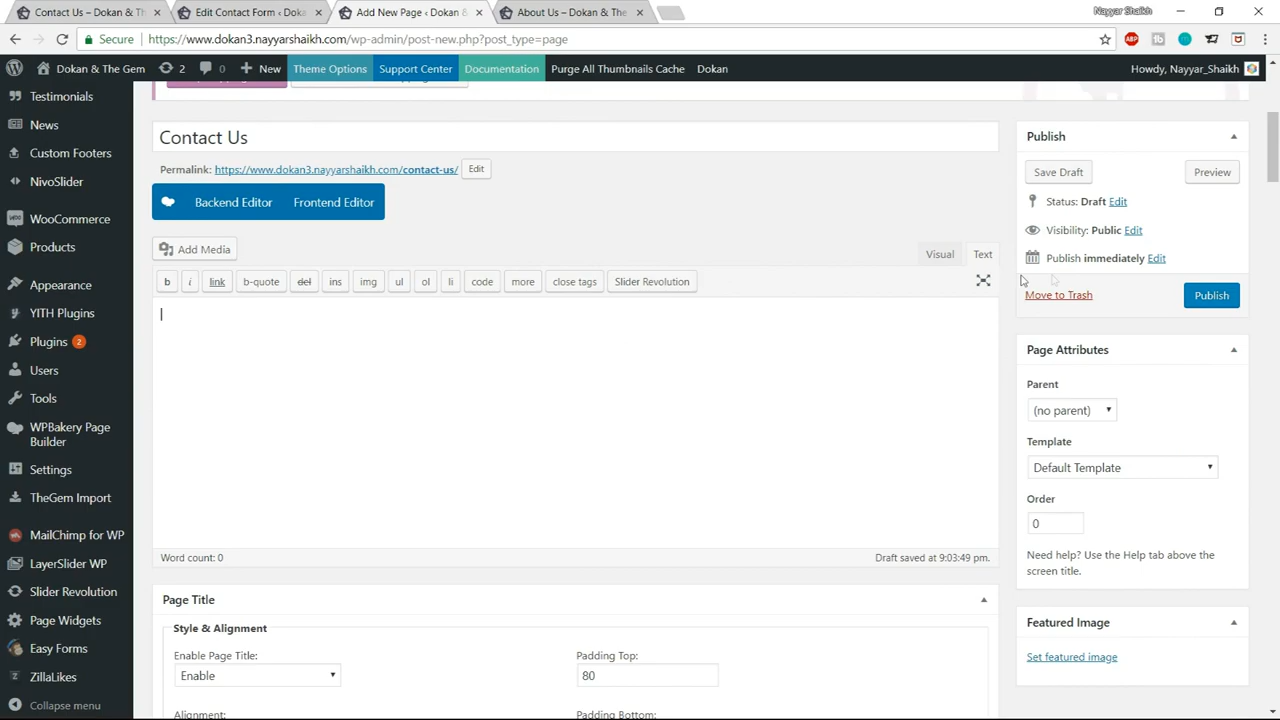 Contact Us – Dokan & Th
Edit Contact Form ‹ Doka
Add New Page ‹ Dokan &
About Us – Dokan & The
Nayyar Shaikh
Secure
https://www.dokan3.nayyarshaikh.com/wp-admin/post-new.php?post_type=page
Dokan & The Gem
2
0
New
Theme Options
Support Center
Documentation
Purge All Thumbnails Cache
Dokan
Howdy, Nayyar_Shaikh
Testimonials
News
Custom Footers
NivoSlider
WooCommerce
Products
Appearance
YITH Plugins
Plugins 2
Users
Tools
WPBakery Page
Builder
Settings
TheGem Import
MailChimp for WP
LayerSlider WP
Slider Revolution
Page Widgets
Easy Forms
ZillaLikes
Collapse menu
Contact Us
Permalink: https://www.dokan3.nayyarshaikh.com/contact-us/ Edit
Backend Editor
Frontend Editor
Add Media
Visual
Text
b
i
link
b-quote
del
ins
img
ul
ol
li
code
more
close tags
Slider Revolution
Word count: 0
Draft saved at 9:03:49 pm.
Page Title
Style & Alignment
Enable Page Title:
Enable
Padding Top:
80
Alignment:
Padding Bottom:
Publish
Save Draft
Preview
Status: Draft Edit
Visibility: Public Edit
Publish immediately Edit
Move to Trash
Publish
Page Attributes
Parent
(no parent)
Template
Default Template
Order
0
Need help? Use the Help tab above the
screen title.
Featured Image
Set featured image